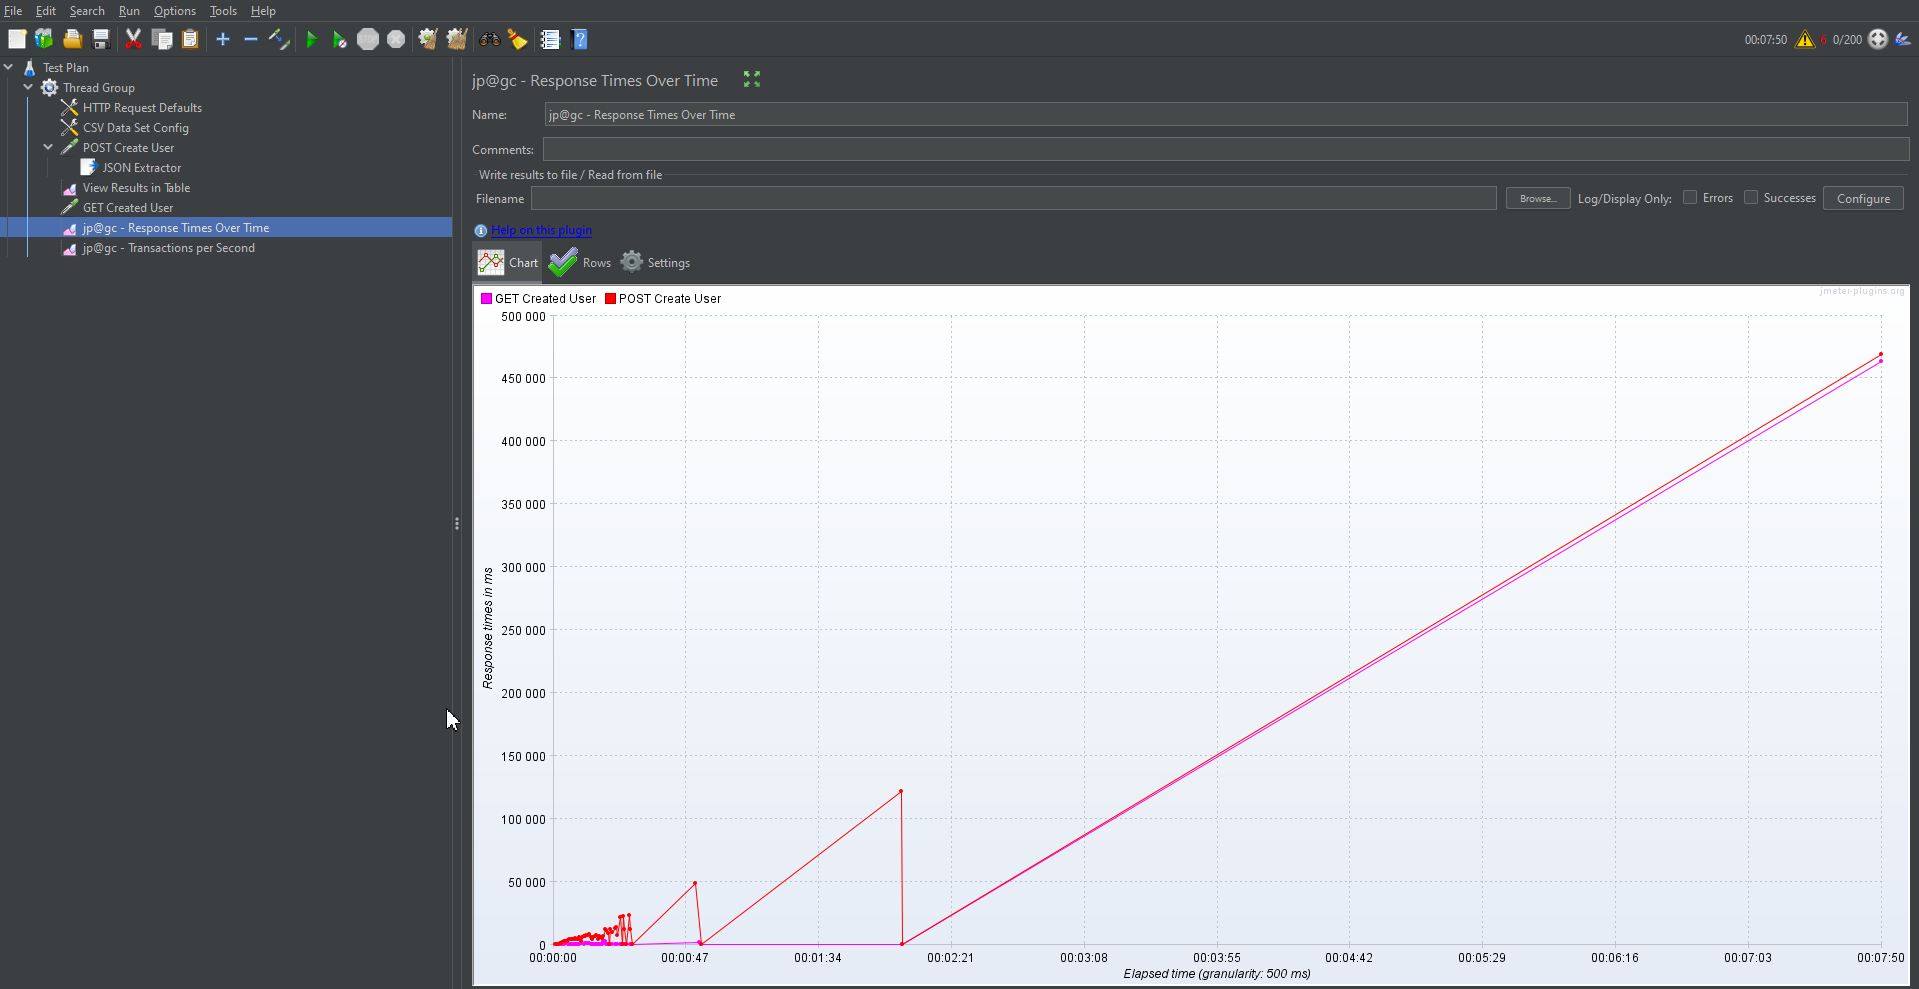 File Edit Search Run Options Tools Help
00:07:50 6 0/200
Test Plan
Thread Group
HTTP Request Defaults
CSV Data Set Config
POST Create User
JSON Extractor
View Results in Table
GET Created User
jp@gc - Response Times Over Time
jp@gc - Transactions per Second
jp@gc - Response Times Over Time
Name: jp@gc - Response Times Over Time
Comments:
Write results to file / Read from file
Filename Browse... Log/Display Only: Errors Successes Configure
Help on this plugin
Chart Rows Settings
GET Created User POST Create User
jmeter-plugins.org
500 000
450 000
400 000
350 000
300 000
250 000
200 000
150 000
100 000
50 000
0
Response times in ms
00:00:00 00:00:47 00:01:34 00:02:21 00:03:08 00:03:55 00:04:42 00:05:29 00:06:16 00:07:03 00:07:50
Elapsed time (granularity: 500 ms)